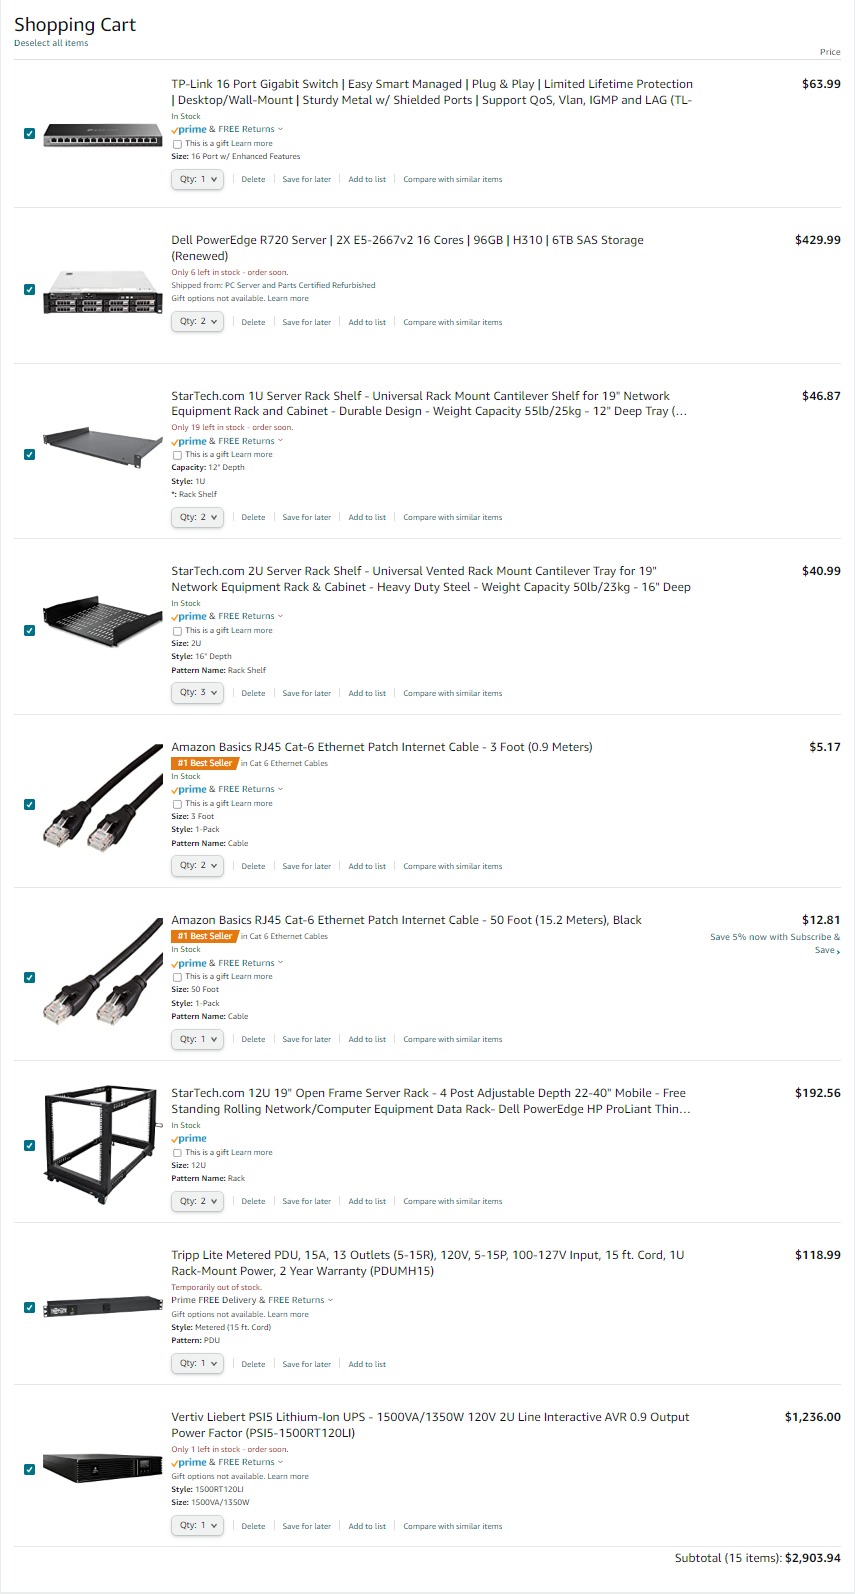 Shopping Cart
Deselect all items
Price
TP-Link 16 Port Gigabit Switch | Easy Smart Managed | Plug & Play | Limited Lifetime Protection
| Desktop/Wall-Mount | Sturdy Metal w/ Shielded Ports | Support QoS, Vlan, IGMP and LAG (TL-
$63.99
In Stock
prime & FREE Returns
This is a gift Learn more
Size: 16 Port w/ Enhanced Features
Qty: 1 Delete Save for later Add to list Compare with similar items
Dell PowerEdge R720 Server | 2X E5-2667v2 16 Cores | 96GB | H310 | 6TB SAS Storage
(Renewed)
$429.99
Only 6 left in stock - order soon.
Shipped from: PC Server and Parts Certified Refurbished
Gift options not available. Learn more
Qty: 2 Delete Save for later Add to list Compare with similar items
StarTech.com 1U Server Rack Shelf - Universal Rack Mount Cantilever Shelf for 19" Network
Equipment Rack and Cabinet - Durable Design - Weight Capacity 55lb/25kg - 12" Deep Tray (...
$46.87
Only 19 left in stock - order soon.
prime & FREE Returns
This is a gift Learn more
Capacity: 12" Depth
Style: 1U
*: Rack Shelf
Qty: 2 Delete Save for later Add to list Compare with similar items
StarTech.com 2U Server Rack Shelf - Universal Vented Rack Mount Cantilever Tray for 19"
Network Equipment Rack & Cabinet - Heavy Duty Steel - Weight Capacity 50lb/23kg - 16" Deep
$40.99
In Stock
prime & FREE Returns
This is a gift Learn more
Size: 2U
Style: 16" Depth
Pattern Name: Rack Shelf
Qty: 3 Delete Save for later Add to list Compare with similar items
Amazon Basics RJ45 Cat-6 Ethernet Patch Internet Cable - 3 Foot (0.9 Meters)
$5.17
#1 Best Seller in Cat 6 Ethernet Cables
In Stock
prime & FREE Returns
This is a gift Learn more
Size: 3 Foot
Style: 1-Pack
Pattern Name: Cable
Qty: 2 Delete Save for later Add to list Compare with similar items
Amazon Basics RJ45 Cat-6 Ethernet Patch Internet Cable - 50 Foot (15.2 Meters), Black
$12.81
Save 5% now with Subscribe &
Save
#1 Best Seller in Cat 6 Ethernet Cables
In Stock
prime & FREE Returns
This is a gift Learn more
Size: 50 Foot
Style: 1-Pack
Pattern Name: Cable
Qty: 1 Delete Save for later Add to list Compare with similar items
StarTech.com 12U 19" Open Frame Server Rack - 4 Post Adjustable Depth 22-40" Mobile - Free
Standing Rolling Network/Computer Equipment Data Rack- Dell PowerEdge HP ProLiant Thin...
$192.56
In Stock
prime
This is a gift Learn more
Size: 12U
Pattern Name: Rack
Qty: 2 Delete Save for later Add to list Compare with similar items
Tripp Lite Metered PDU, 15A, 13 Outlets (5-15R), 120V, 5-15P, 100-127V Input, 15 ft. Cord, 1U
Rack-Mount Power, 2 Year Warranty (PDUMH15)
$118.99
Temporarily out of stock.
Prime FREE Delivery & FREE Returns
Gift options not available. Learn more
Style: Metered (15 ft. Cord)
Pattern: PDU
Qty: 1 Delete Save for later Add to list
Vertiv Liebert PSI5 Lithium-Ion UPS - 1500VA/1350W 120V 2U Line Interactive AVR 0.9 Output
Power Factor (PSI5-1500RT120LI)
$1,236.00
Only 1 left in stock - order soon.
prime & FREE Returns
Gift options not available. Learn more
Style: 1500RT120LI
Size: 1500VA/1350W
Qty: 1 Delete Save for later Add to list Compare with similar items
Subtotal (15 items): $2,903.94